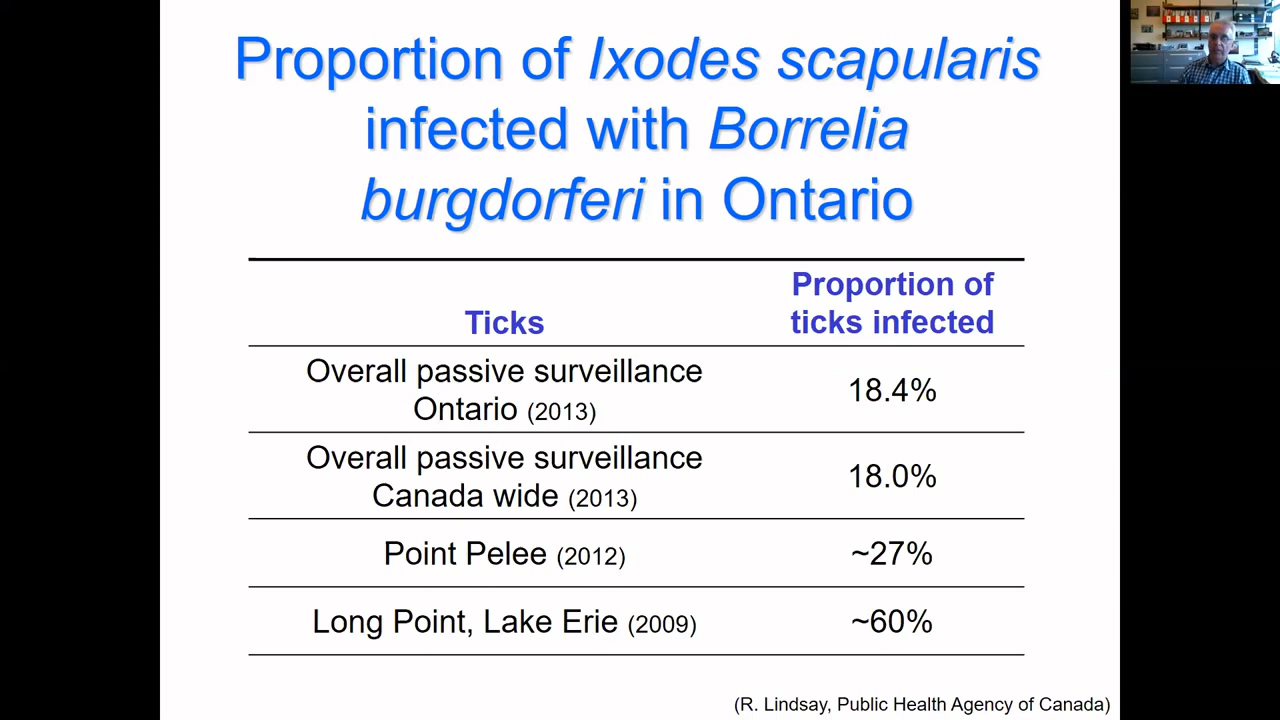 Proportion of Ixodes scapularis
infected with Borrelia
burgdorferi in Ontario
Ticks
Proportion of
ticks infected
Overall passive surveillance
Ontario (2013)
18.4%
Overall passive surveillance
Canada wide (2013)
18.0%
Point Pelee (2012)
~27%
Long Point, Lake Erie (2009)
~60%
(R. Lindsay, Public Health Agency of Canada)